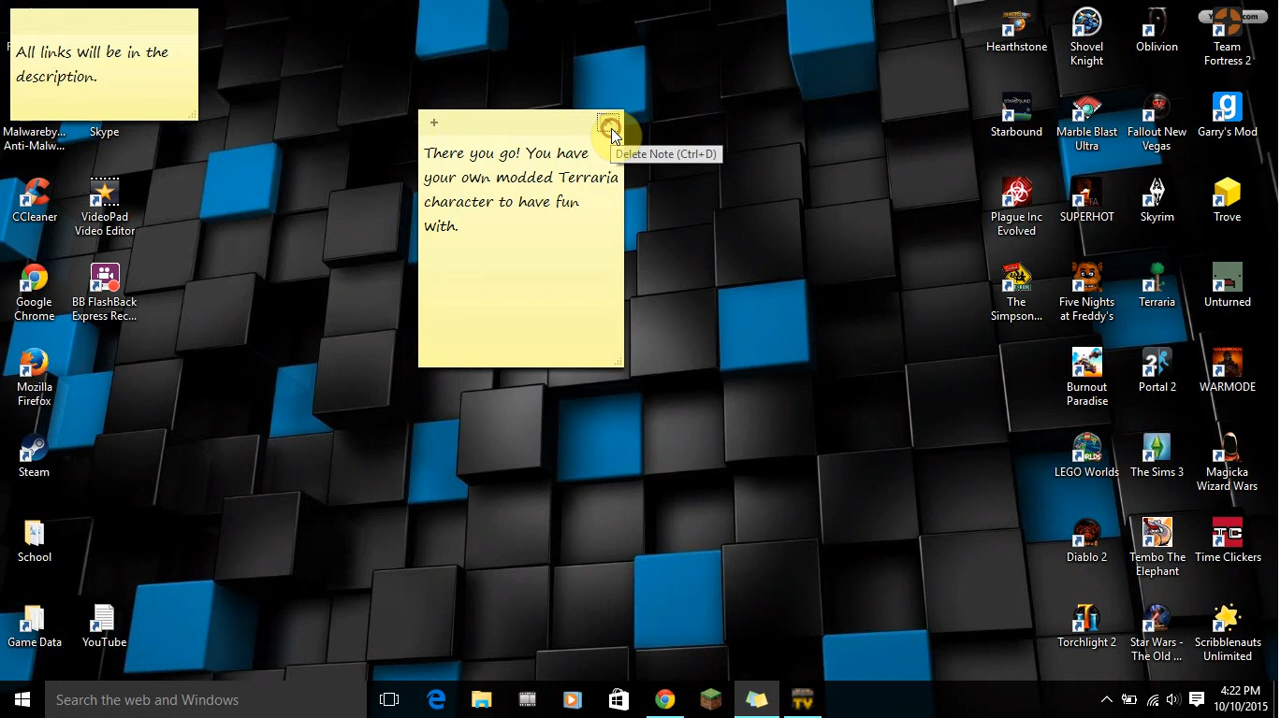 All links will be in the
description.
+
There you go! You have
your own modded Terraria
character to have fun
with.
Delete Note (Ctrl+D)
Malwareby...
Anti-Malw...
Skype
CCleaner
VideoPad
Video Editor
Google
Chrome
BB FlashBack
Express Rec...
Mozilla
Firefox
Steam
School
Game Data
YouTube
Hearthstone
Shovel
Knight
Oblivion
Team
Fortress 2
Starbound
Marble Blast
Ultra
Fallout New
Vegas
Garry's Mod
Plague Inc
Evolved
SUPERHOT
Skyrim
Trove
The
Simpson...
Five Nights
at Freddy's
Terraria
Unturned
Burnout
Paradise
Portal 2
WARMODE
LEGO Worlds
The Sims 3
Magicka
Wizard Wars
Diablo 2
Tembo The
Elephant
Time Clickers
Torchlight 2
Star Wars -
The Old ...
Scribblenauts
Unlimited
Search the web and Windows
4:22 PM
10/10/2015